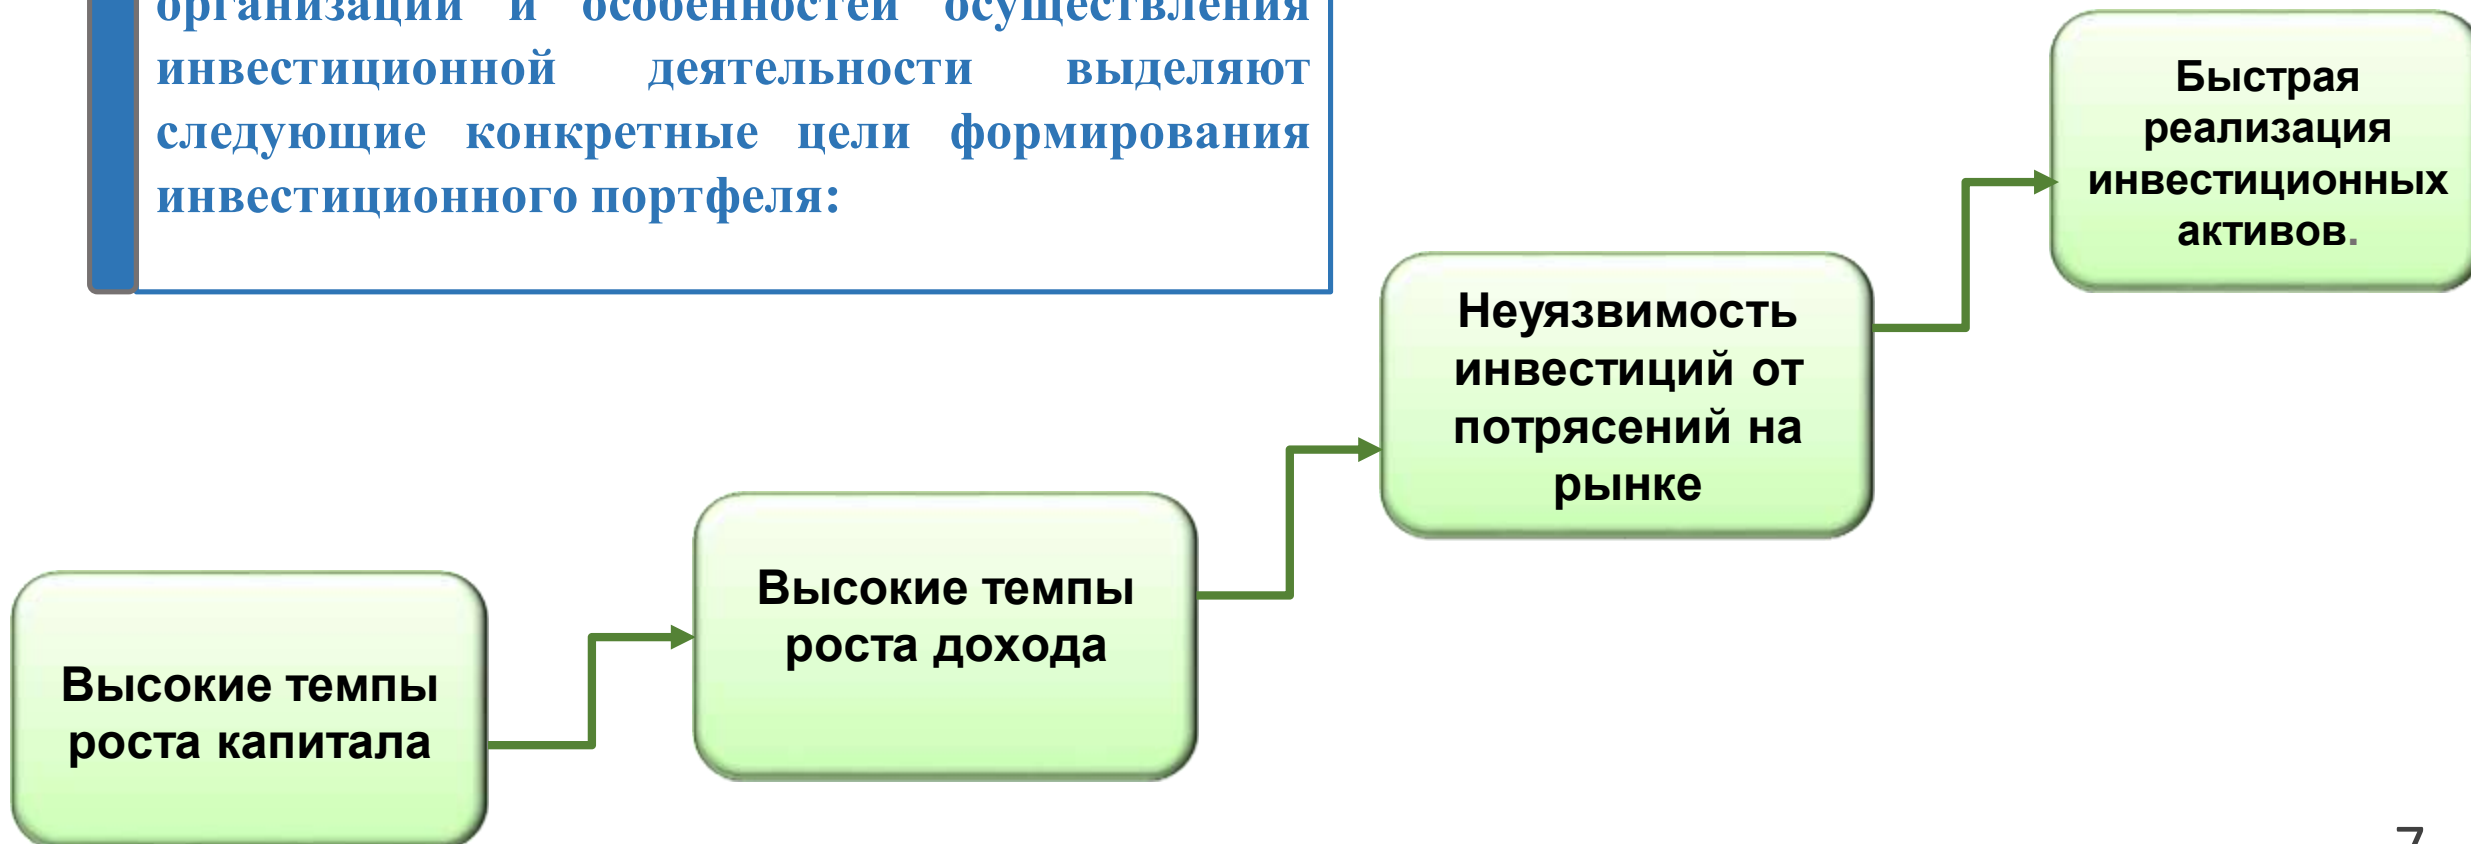 организации и особенностей осуществления
инвестиционной деятельности выделяют
следующие конкретные цели формирования
инвестиционного портфеля:
Быстрая
реализация
инвестиционных
активов.
Неуязвимость
инвестиций от
потрясений на
рынке
Высокие темпы
роста дохода
Высокие темпы
роста капитала
7